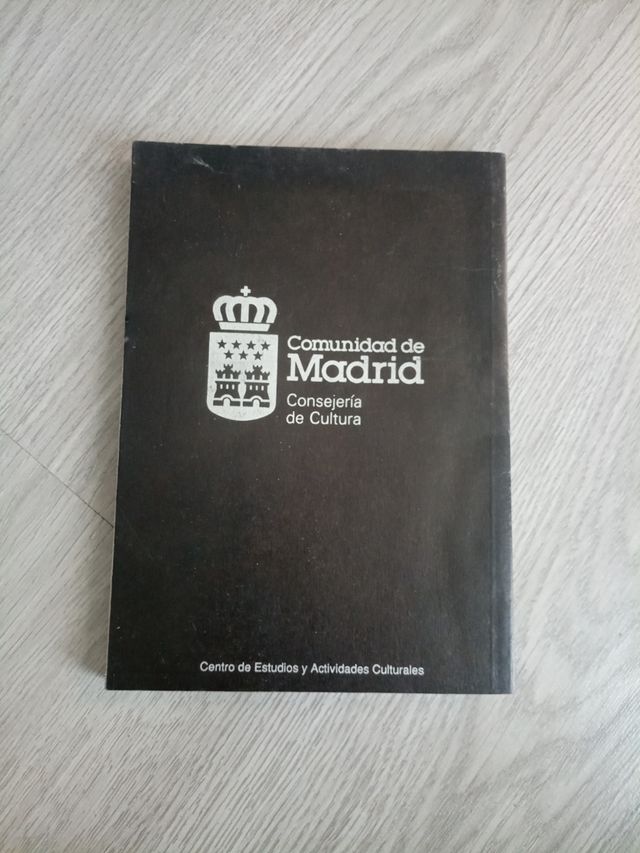 Comunidad de
Madrid
Consejería
de Cultura
Centro de Estudios y Actividades Culturales